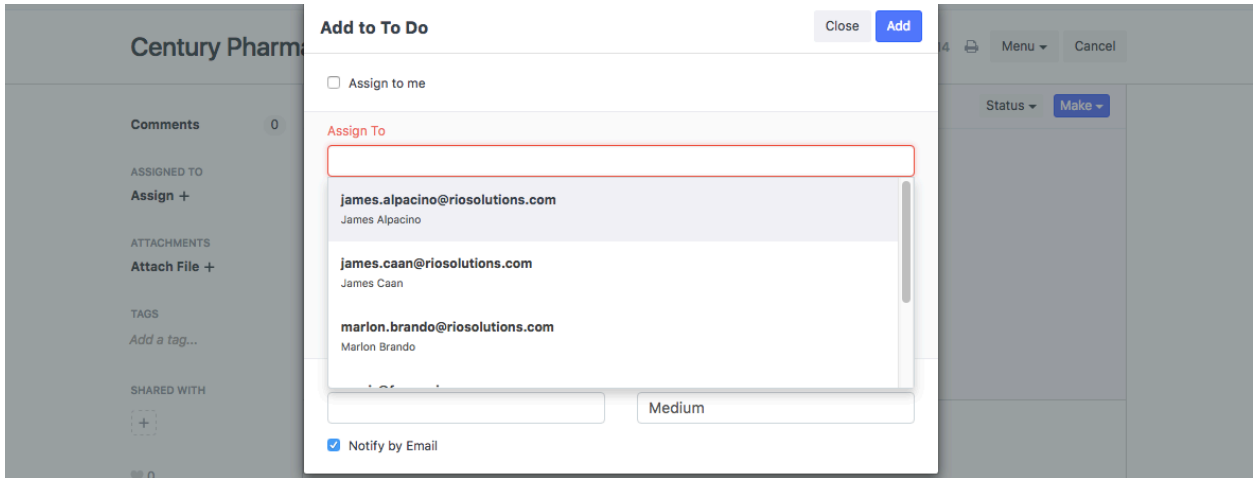 Add to To Do
Close
Add
Century Pharma
14
Menu
Cancel
Assign to me
Status
Make
Comments
0
Assign To
ASSIGNED TO
Assign +
james.alpacino@riosolutions.com
James Alpacino
ATTACHMENTS
Attach File +
james.caan@riosolutions.com
James Caan
TAGS
Add a tag...
marlon.brando@riosolutions.com
Marlon Brando
SHARED WITH
+
Medium
Notify by Email
0